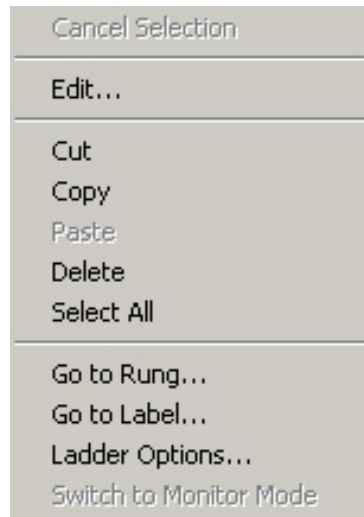 Cancel Selection
Edit...
Cut
Copy
Paste
Delete
Select All
Go to Rung...
Go to Label...
Ladder Options...
Switch to Monitor Mode